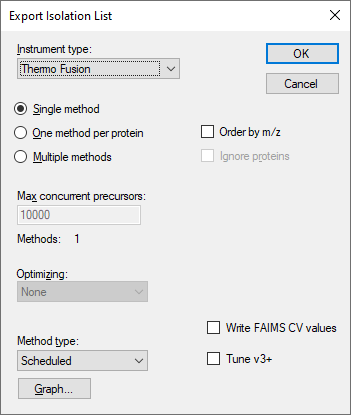 Export Isolation List
Instrument type:
Thermo Fusion
OK
Cancel
Single method
One method per protein
Order by m/z
Multiple methods
Ignore proteins
Max concurrent precursors:
10000
Methods: 1
Optimizing:
None
Write FAIMS CV values
Method type:
Scheduled
Tune v3+
Graph...